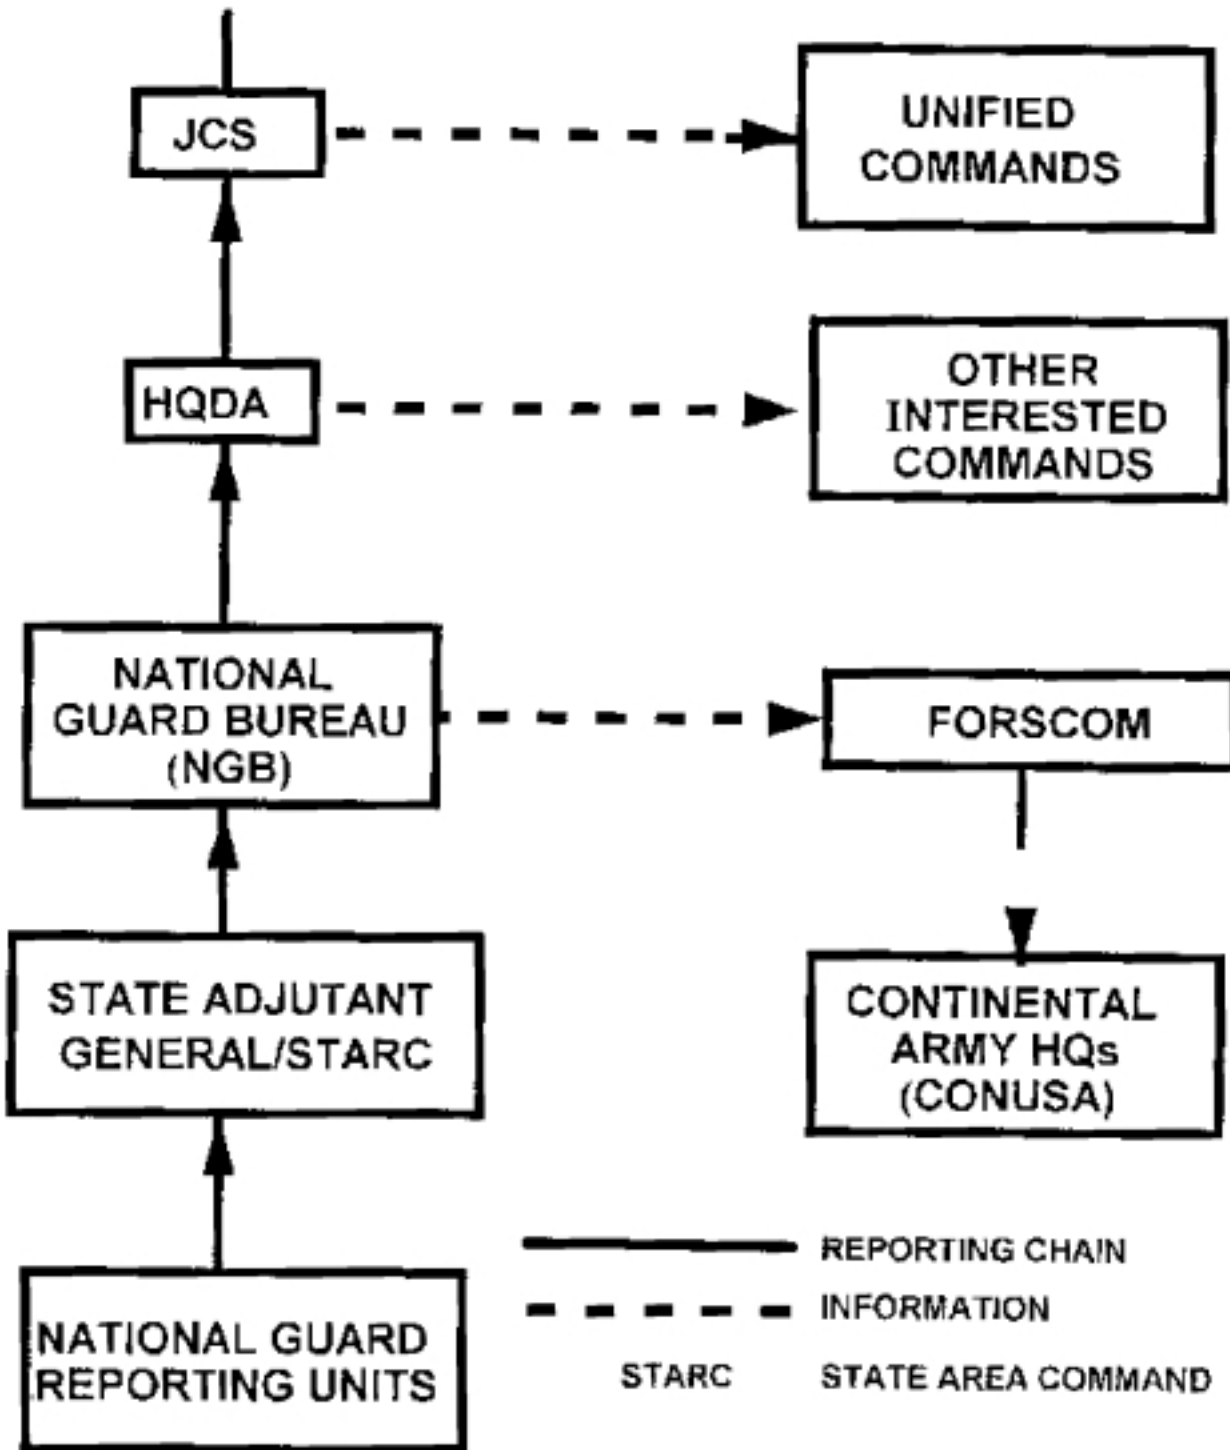 JCS
UNIFIED
COMMANDS
HQDA
OTHER
INTERESTED
COMMANDS
NATIONAL
GUARD BUREAU
(NGB)
FORSCOM
STATE ADJUTANT
GENERAL/STARC
CONTINENTAL
ARMY HQs
(CONUSA)
NATIONAL GUARD
REPORTING UNITS
REPORTING CHAIN
INFORMATION
STARC STATE AREA COMMAND